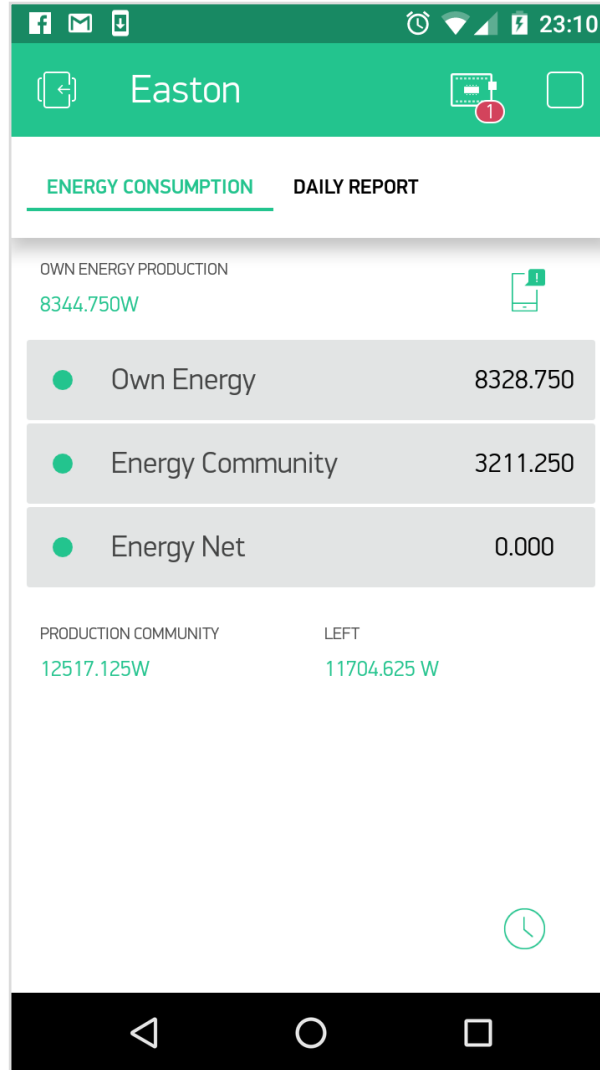 23:10
Easton
1
ENERGY CONSUMPTION DAILY REPORT
OWN ENERGY PRODUCTION
8344.750W
Own Energy 8328.750
Energy Community 3211.250
Energy Net 0.000
PRODUCTION COMMUNITY LEFT
12517.125W 11704.625 W